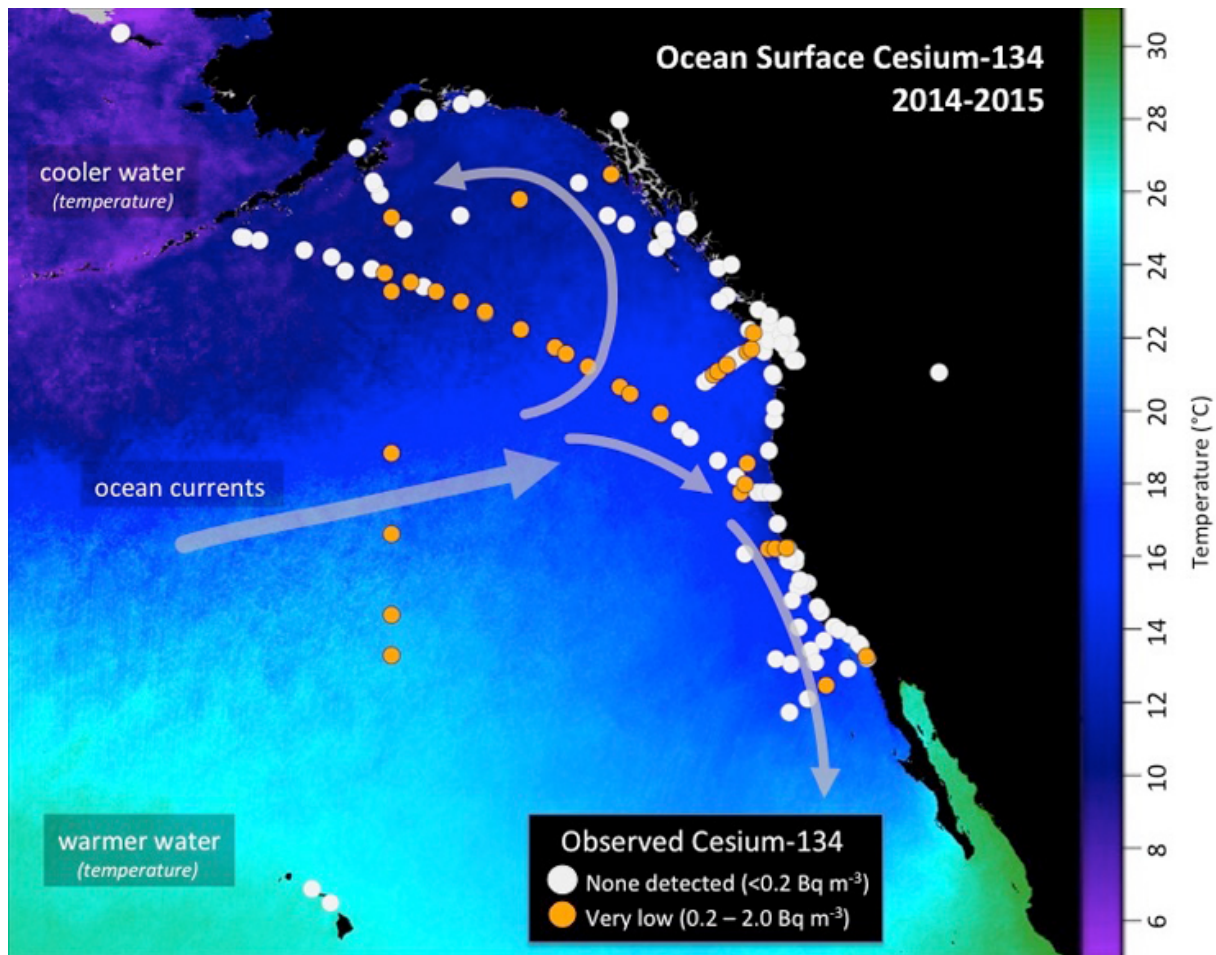 Ocean Surface Cesium-134
2014-2015
cooler water
(temperature)
ocean currents
warmer water
(temperature)
Observed Cesium-134
None detected (<0.2 Bq m⁻³)
Very low (0.2 – 2.0 Bq m⁻³)
30
28
26
24
22
20
18
16
14
12
10
8
6
Temperature (°C)